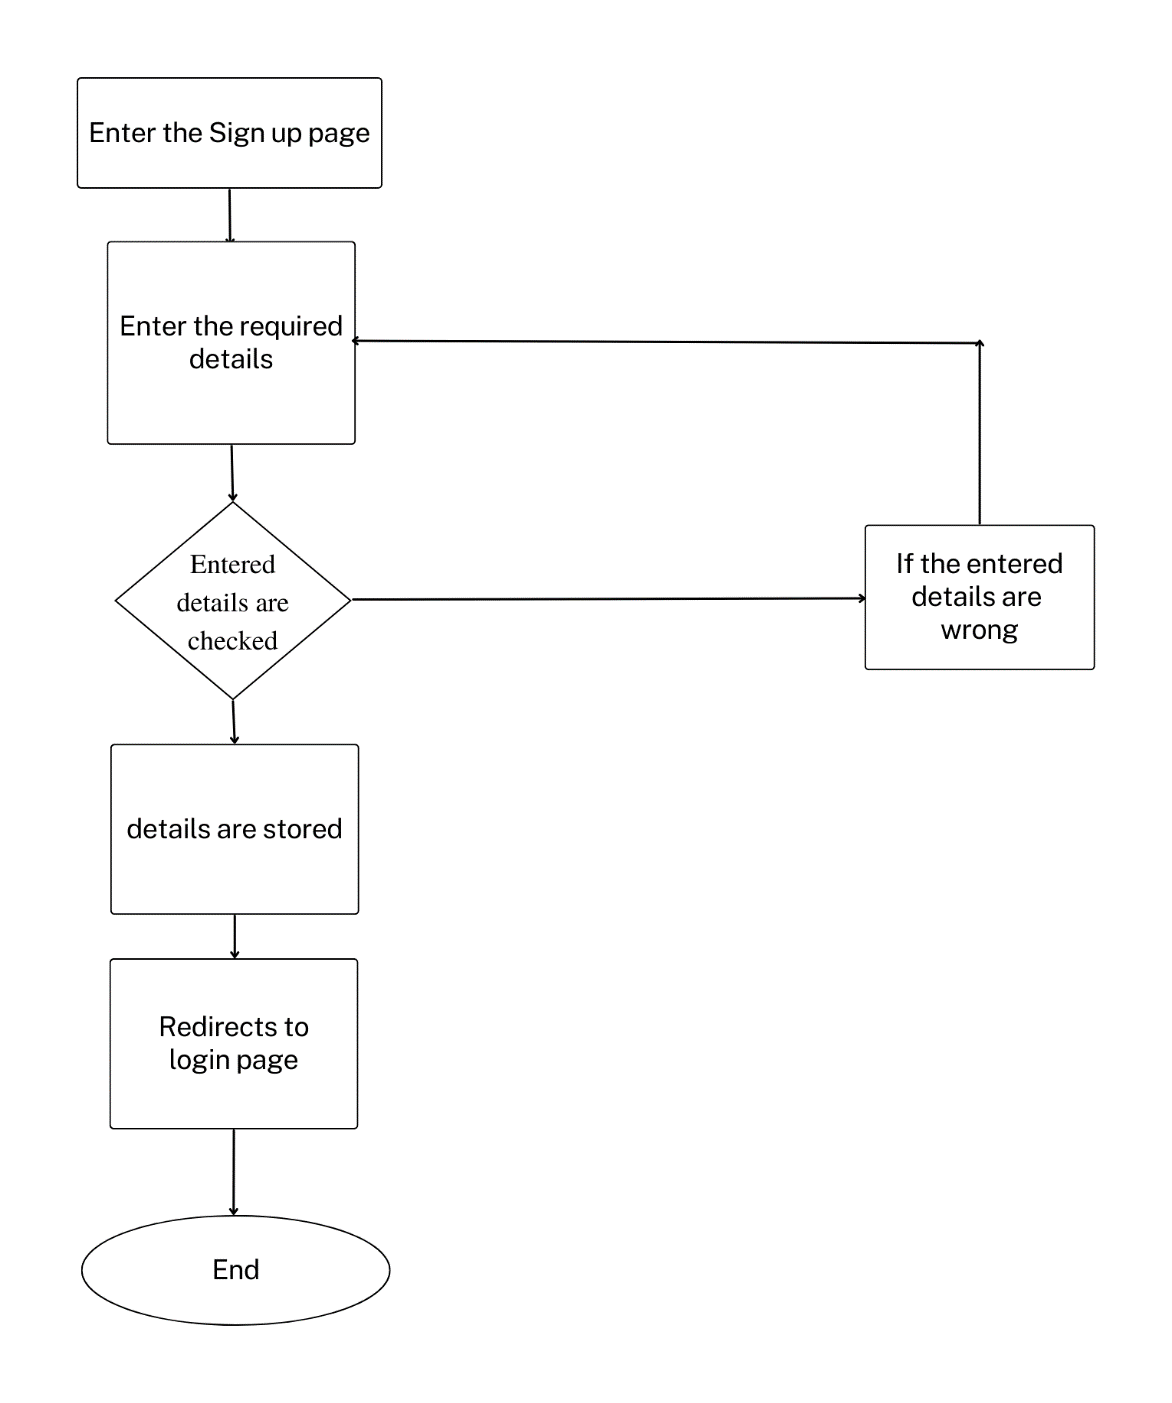 Enter the Sign up page
Enter the required
details
Entered
details are
checked
If the entered
details are
wrong
details are stored
Redirects to
login page
End